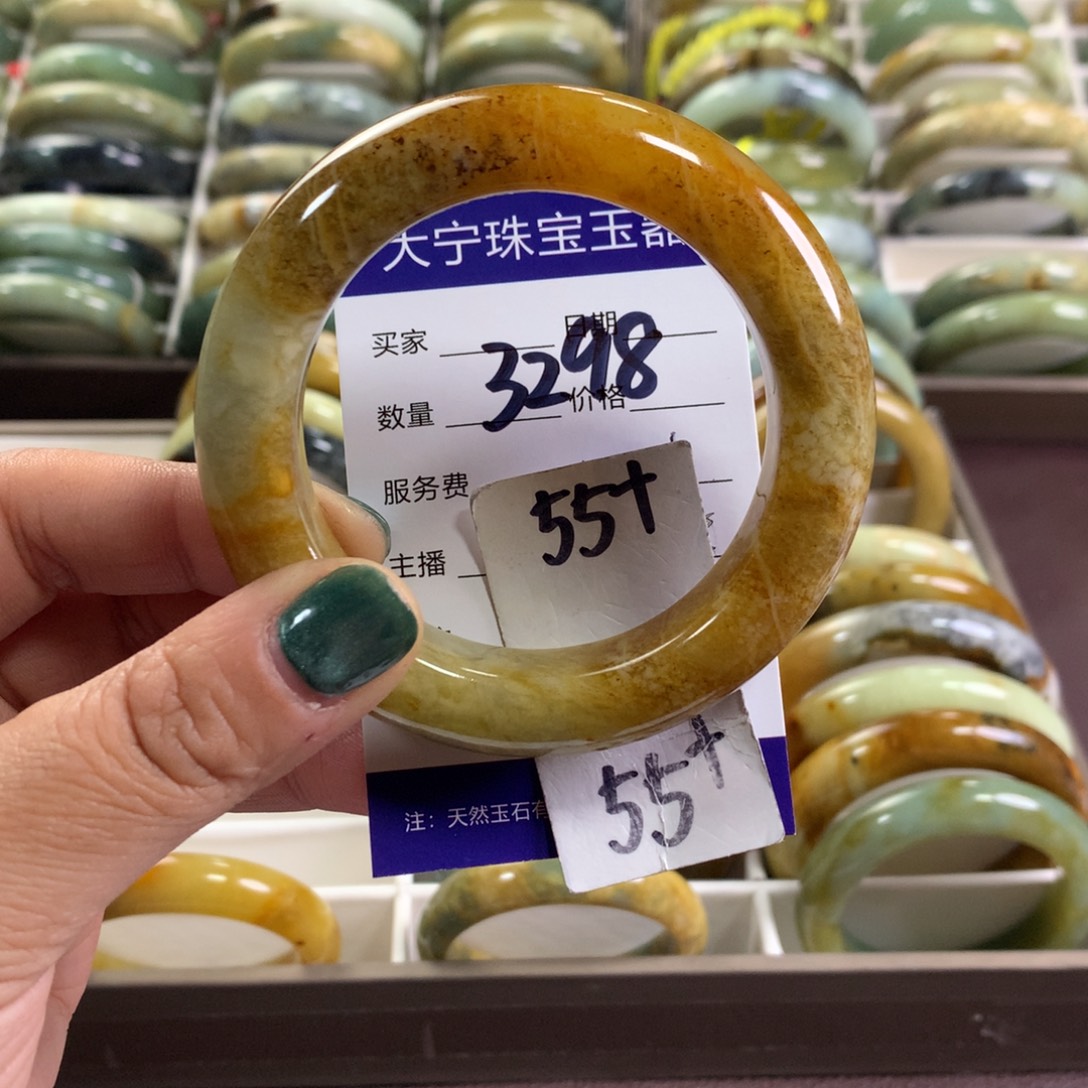 大宁珠宝玉器
买家 日期
3298
数量 价格
服务费
55+
主播
55+
注：天然玉石有